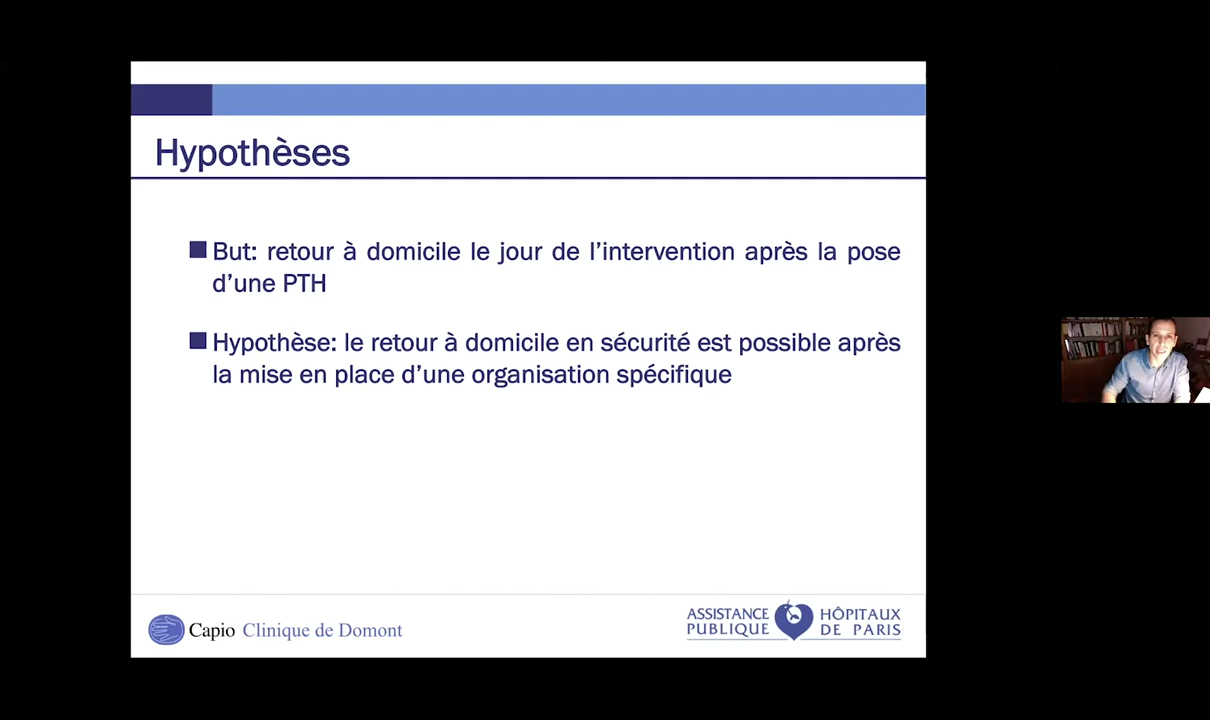 Hypothèses
But: retour à domicile le jour de l’intervention après la pose
d’une PTH
Hypothèse: le retour à domicile en sécurité est possible après
la mise en place d’une organisation spécifique
Capio Clinique de Domont
ASSISTANCE HÔPITAUX
PUBLIQUE DE PARIS